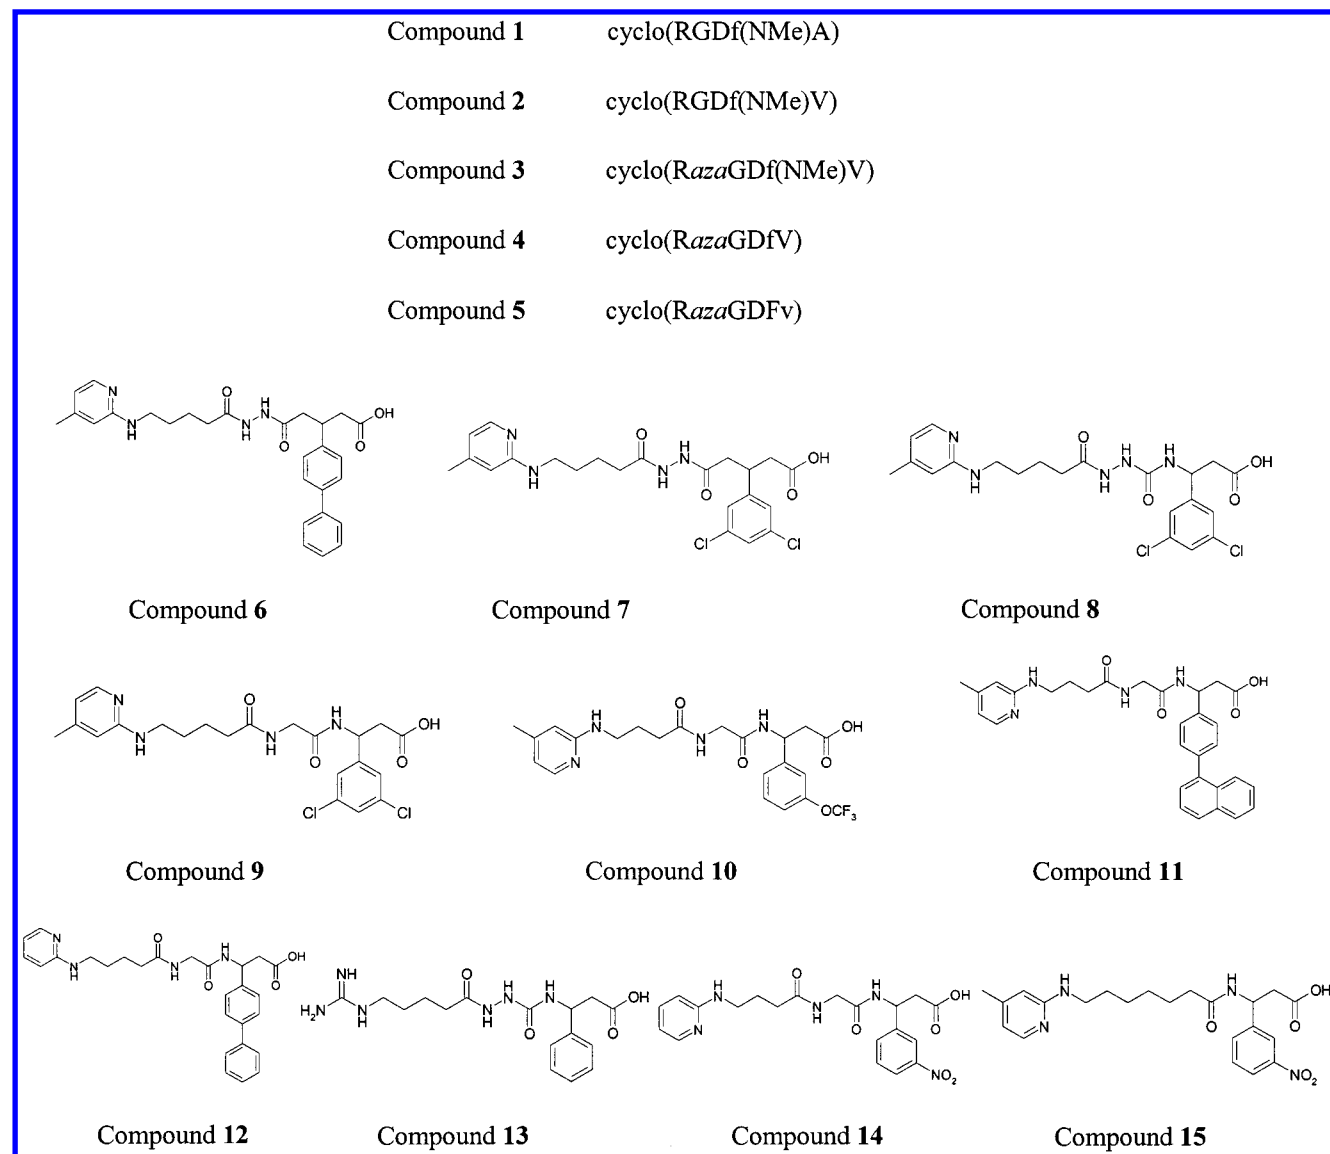 Compound 1 cyclo(RGDf(NMe)A)
Compound 2 cyclo(RGDf(NMe)V)
Compound 3 cyclo(RazaGDf(NMe)V)
Compound 4 cyclo(RazaGDfV)
Compound 5 cyclo(RazaGDFv)
N N H O N H H N O O OH
N N H O N H H N O O OH Cl Cl
N N H O N H H N O H N O OH Cl Cl
Compound 6 Compound 7 Compound 8
N N H O N H O H N O OH Cl Cl
N H N O N H O H N O OH OCF3
N H N O N H O H N O OH
Compound 9 Compound 10 Compound 11
N N H O N H O H N O OH
NH H2N N H O N H H N O H N O OH
H N N O N H O H N O OH NO2
H N N O H N O OH NO2
Compound 12 Compound 13 Compound 14 Compound 15